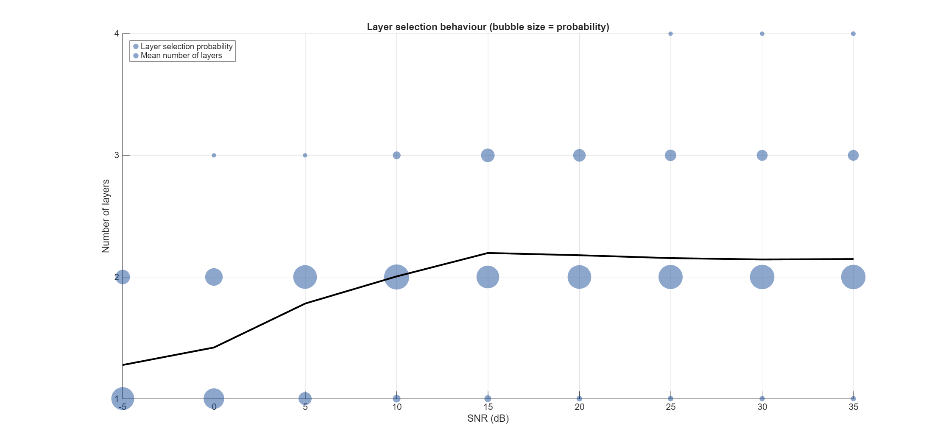 Layer selection behaviour (bubble size = probability)
4
Layer selection probability
Mean number of layers
3
Number of layers
2
1
-5
0
5
10
15
20
25
30
35
SNR (dB)